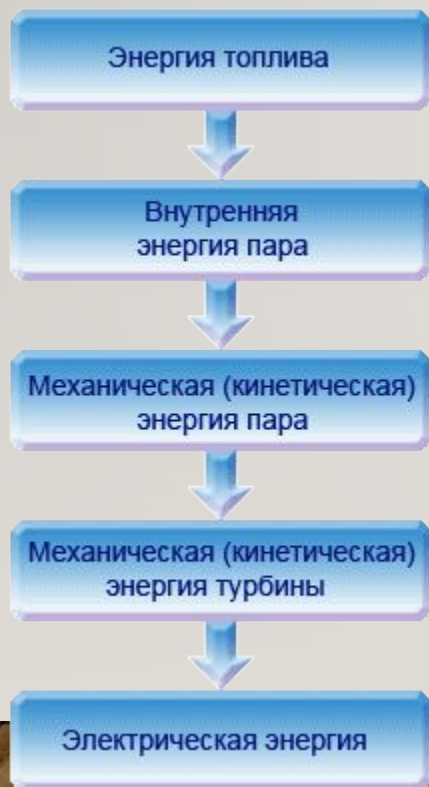 Энергия топлива
Внутренняя
энергия пара
Механическая (кинетическая)
энергия пара
Механическая (кинетическая)
энергия турбины
Электрическая энергия